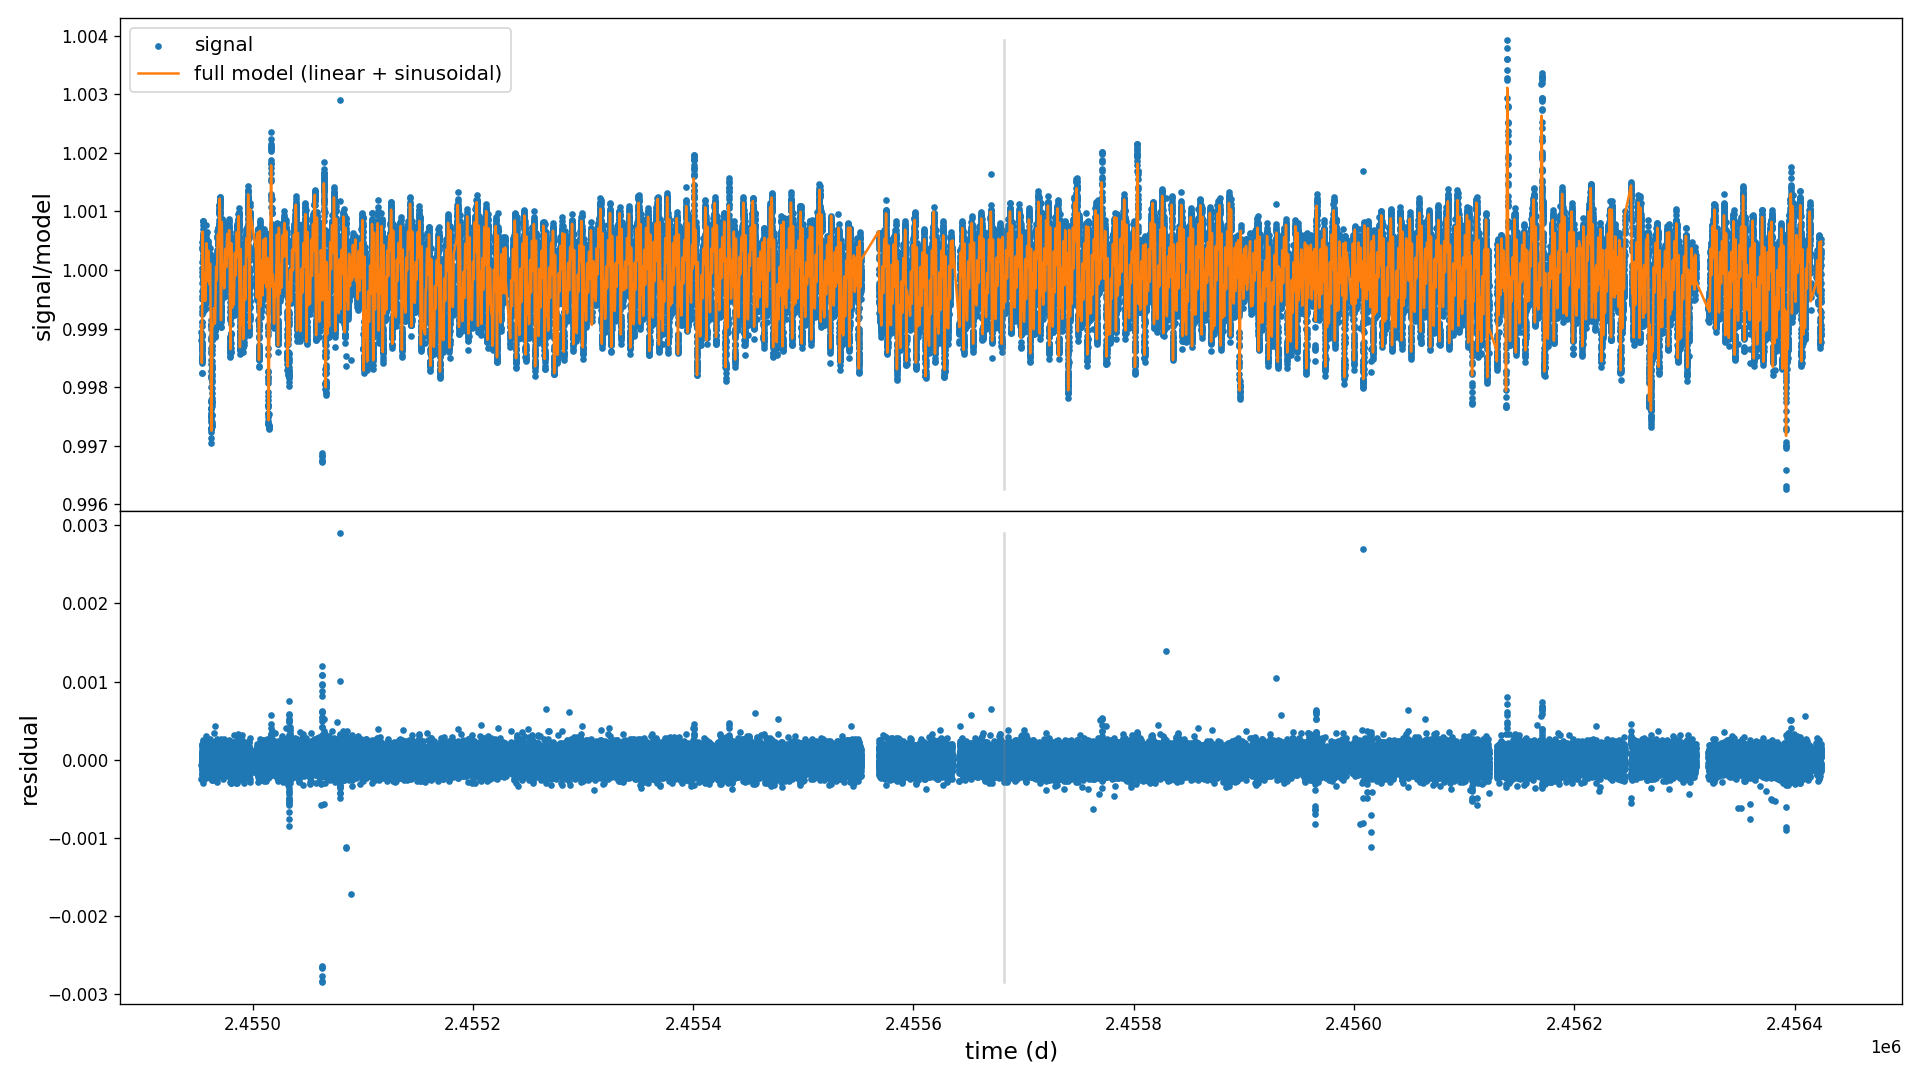 signal
full model (linear + sinusoidal)
signal/model
1.004
1.003
1.002
1.001
1.000
0.999
0.998
0.997
0.996
residual
0.003
0.002
0.001
0.000
−0.001
−0.002
−0.003
2.4550 2.4552 2.4554 2.4556 2.4558 2.4560 2.4562 2.4564
1e6
time (d)